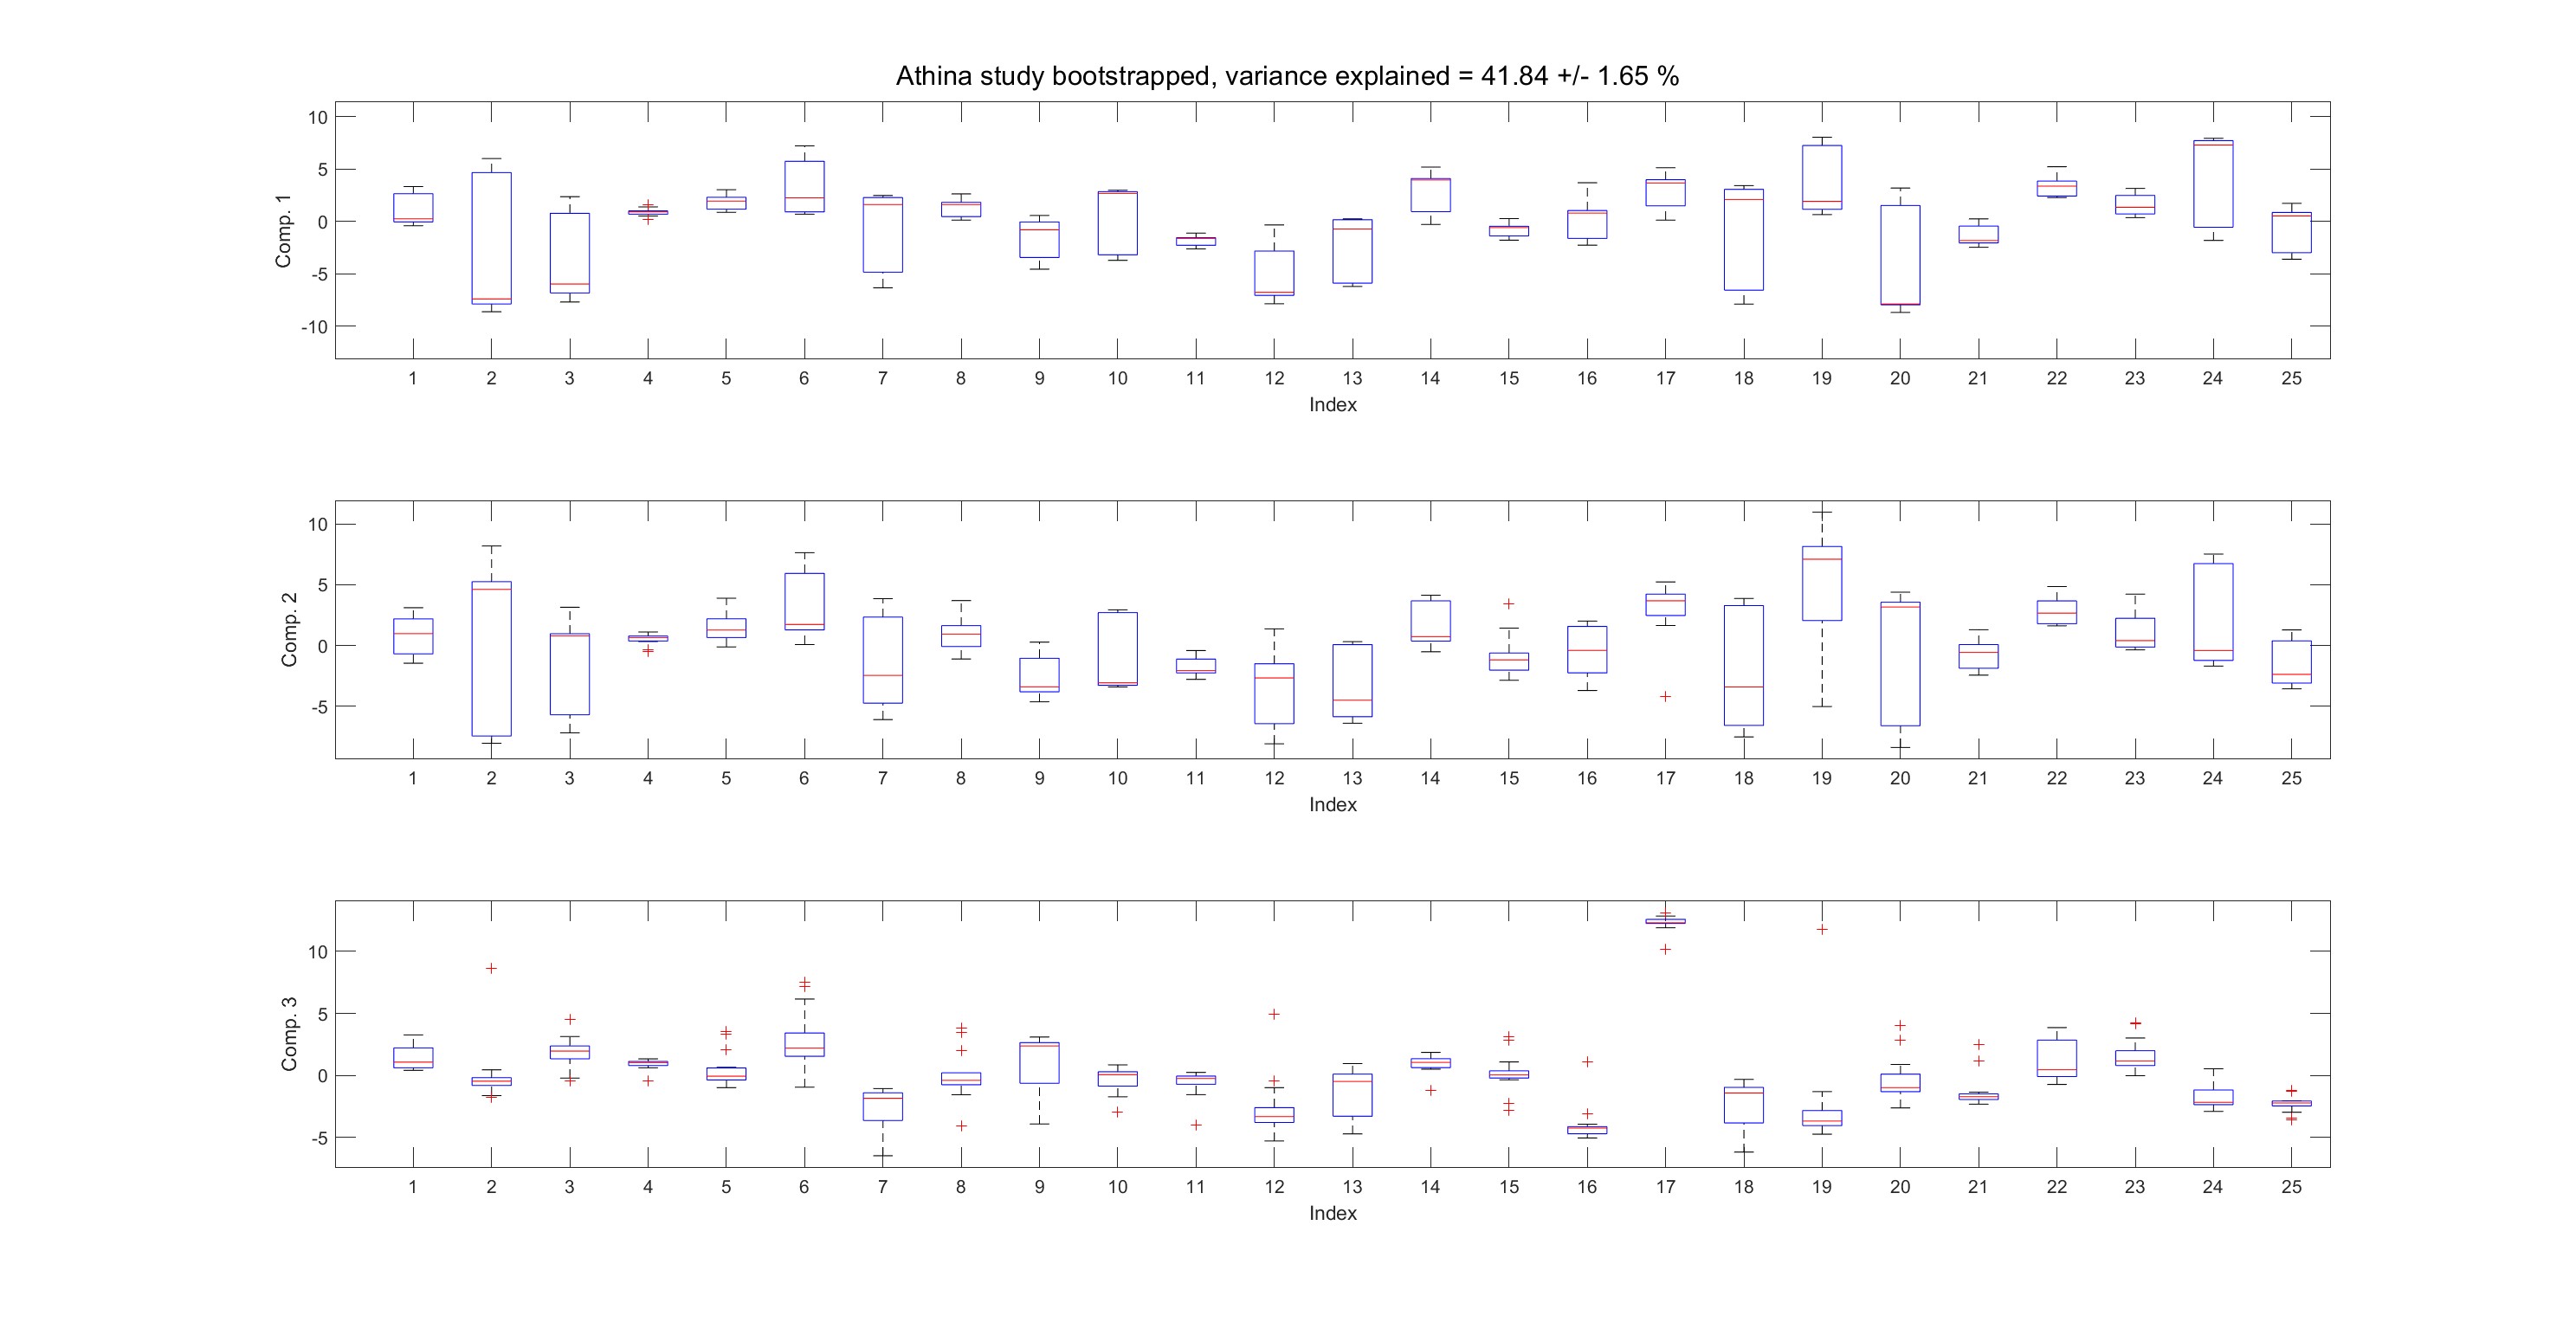 Athina study bootstrapped, variance explained = 41.84 +/- 1.65 %
Comp. 1
10
5
0
-5
-10
1 2 3 4 5 6 7 8 9 10 11 12 13 14 15 16 17 18 19 20 21 22 23 24 25
Index
Comp. 2
10
5
0
-5
1 2 3 4 5 6 7 8 9 10 11 12 13 14 15 16 17 18 19 20 21 22 23 24 25
Index
Comp. 3
10
5
0
-5
1 2 3 4 5 6 7 8 9 10 11 12 13 14 15 16 17 18 19 20 21 22 23 24 25
Index